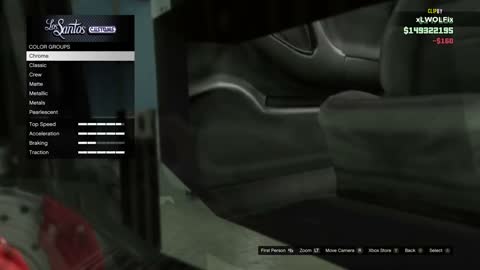 CLIP BY
xLWOLFIx
$149322195
-$160
Los Santos CUSTOMS
COLOR GROUPS
Chrome
Classic
Crew
Matte
Metallic
Metals
Pearlescent
Top Speed
Acceleration
Braking
Traction
First Person Zoom LT Move Camera R Xbox Store Y Back B Select A